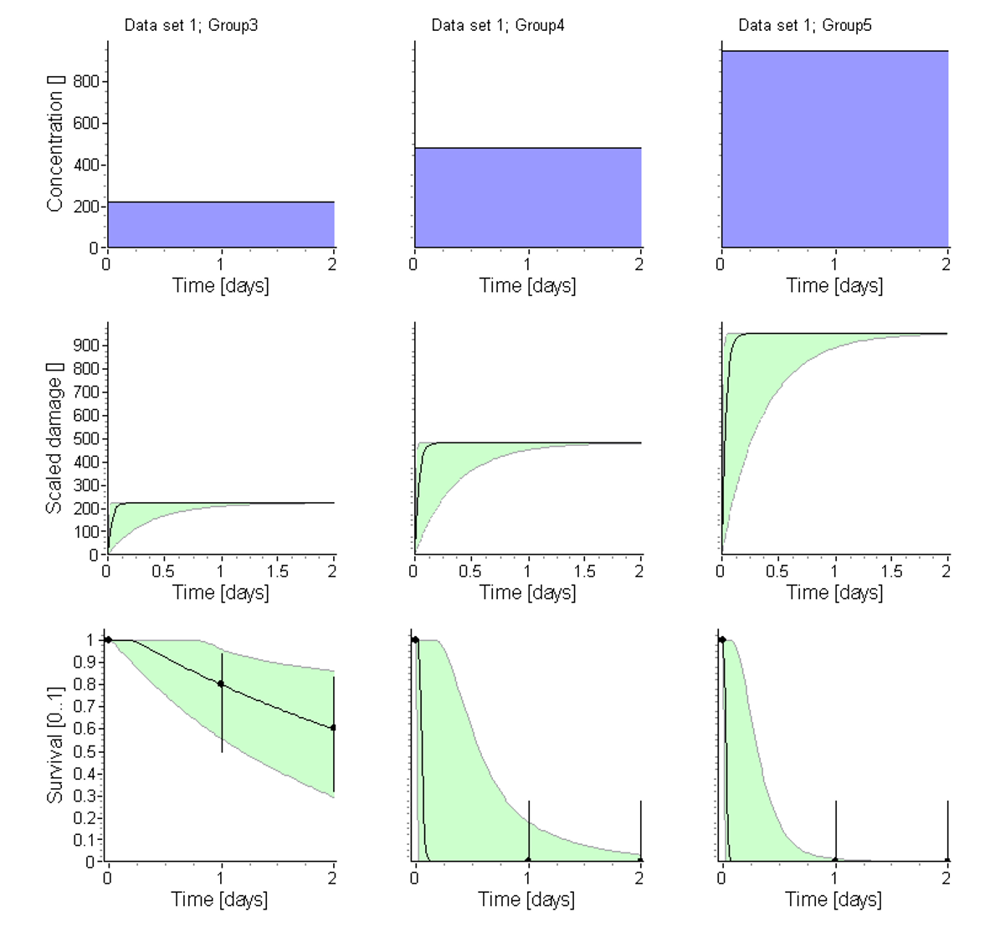 Data set 1; Group3
Data set 1; Group4
Data set 1; Group5
Concentration []
800
600
400
200
0
0 1 2
0 1 2
0 1 2
Time [days]
Time [days]
Time [days]
Scaled damage []
900
800
700
600
500
400
300
200
100
0
0 0.5 1 1.5 2
0 0.5 1 1.5 2
0 0.5 1 1.5 2
Time [days]
Time [days]
Time [days]
Survival [0..1]
1
0.9
0.8
0.7
0.6
0.5
0.4
0.3
0.2
0.1
0
0 1 2
0 1 2
0 1 2
Time [days]
Time [days]
Time [days]